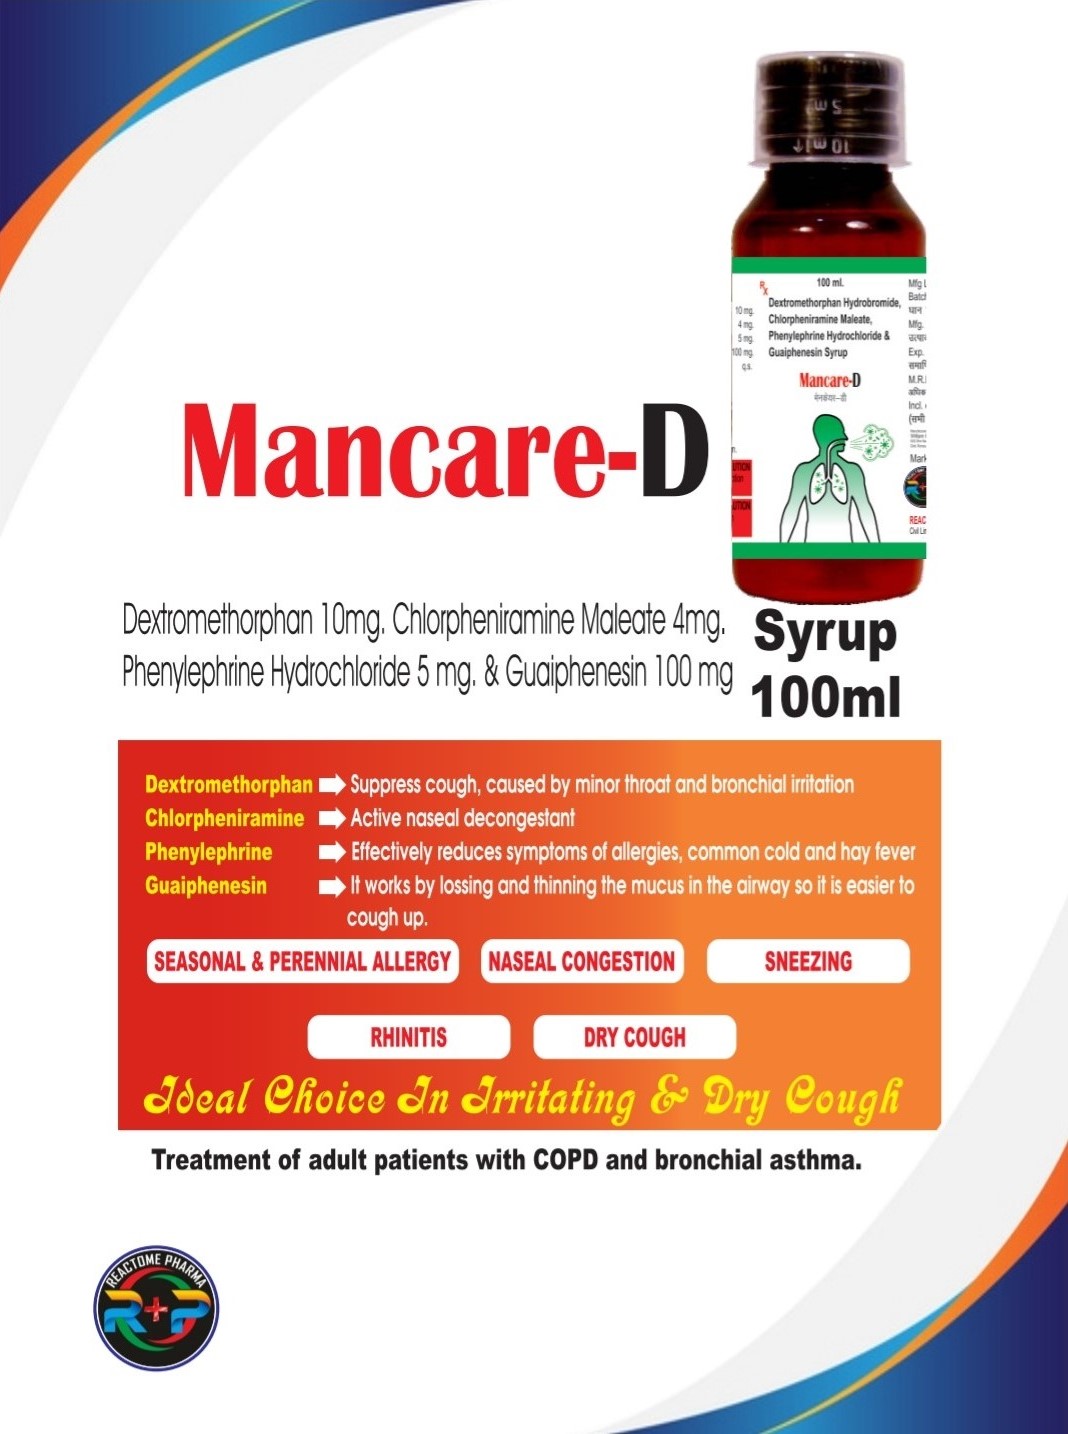 5 ml
10 ml
100 ml.
Rx
Dextromethorphan Hydrobromide,
Chlorpheniramine Maleate,
Phenylephrine Hydrochloride &
Guaiphenesin Syrup
Mancare-D
मेनकेयर-डी
10 mg.
4 mg.
5 mg.
100 mg.
q.s.
Mfg
Mfg.
Exp.
Incl.
Mancare-D
Dextromethorphan 10mg. Chlorpheniramine Maleate 4mg.
Phenylephrine Hydrochloride 5 mg. & Guaiphenesin 100 mg
Syrup
100ml
Dextromethorphan Suppress cough, caused by minor throat and bronchial irritation
Chlorpheniramine Active naseal decongestant
Phenylephrine Effectively reduces symptoms of allergies, common cold and hay fever
Guaiphenesin It works by lossing and thinning the mucus in the airway so it is easier to
cough up.
SEASONAL & PERENNIAL ALLERGY NASEAL CONGESTION SNEEZING
RHINITIS DRY COUGH
Ideal Choice In Irritating & Dry Cough
Treatment of adult patients with COPD and bronchial asthma.
REACTOME PHARMA
R+P